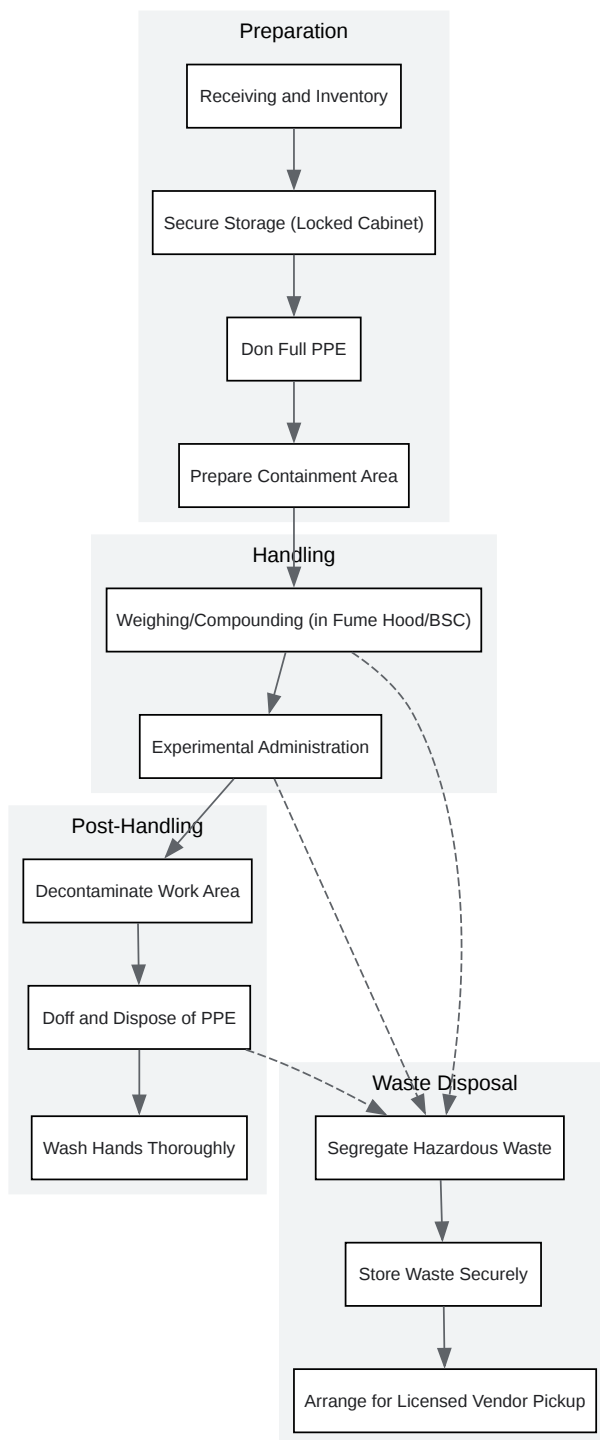 Preparation
Receiving and Inventory
Secure Storage (Locked Cabinet)
Don Full PPE
Prepare Containment Area
Handling
Weighing/Compounding (in Fume Hood/BSC)
Experimental Administration
Post-Handling
Decontaminate Work Area
Doff and Dispose of PPE
Wash Hands Thoroughly
Waste Disposal
Segregate Hazardous Waste
Store Waste Securely
Arrange for Licensed Vendor Pickup